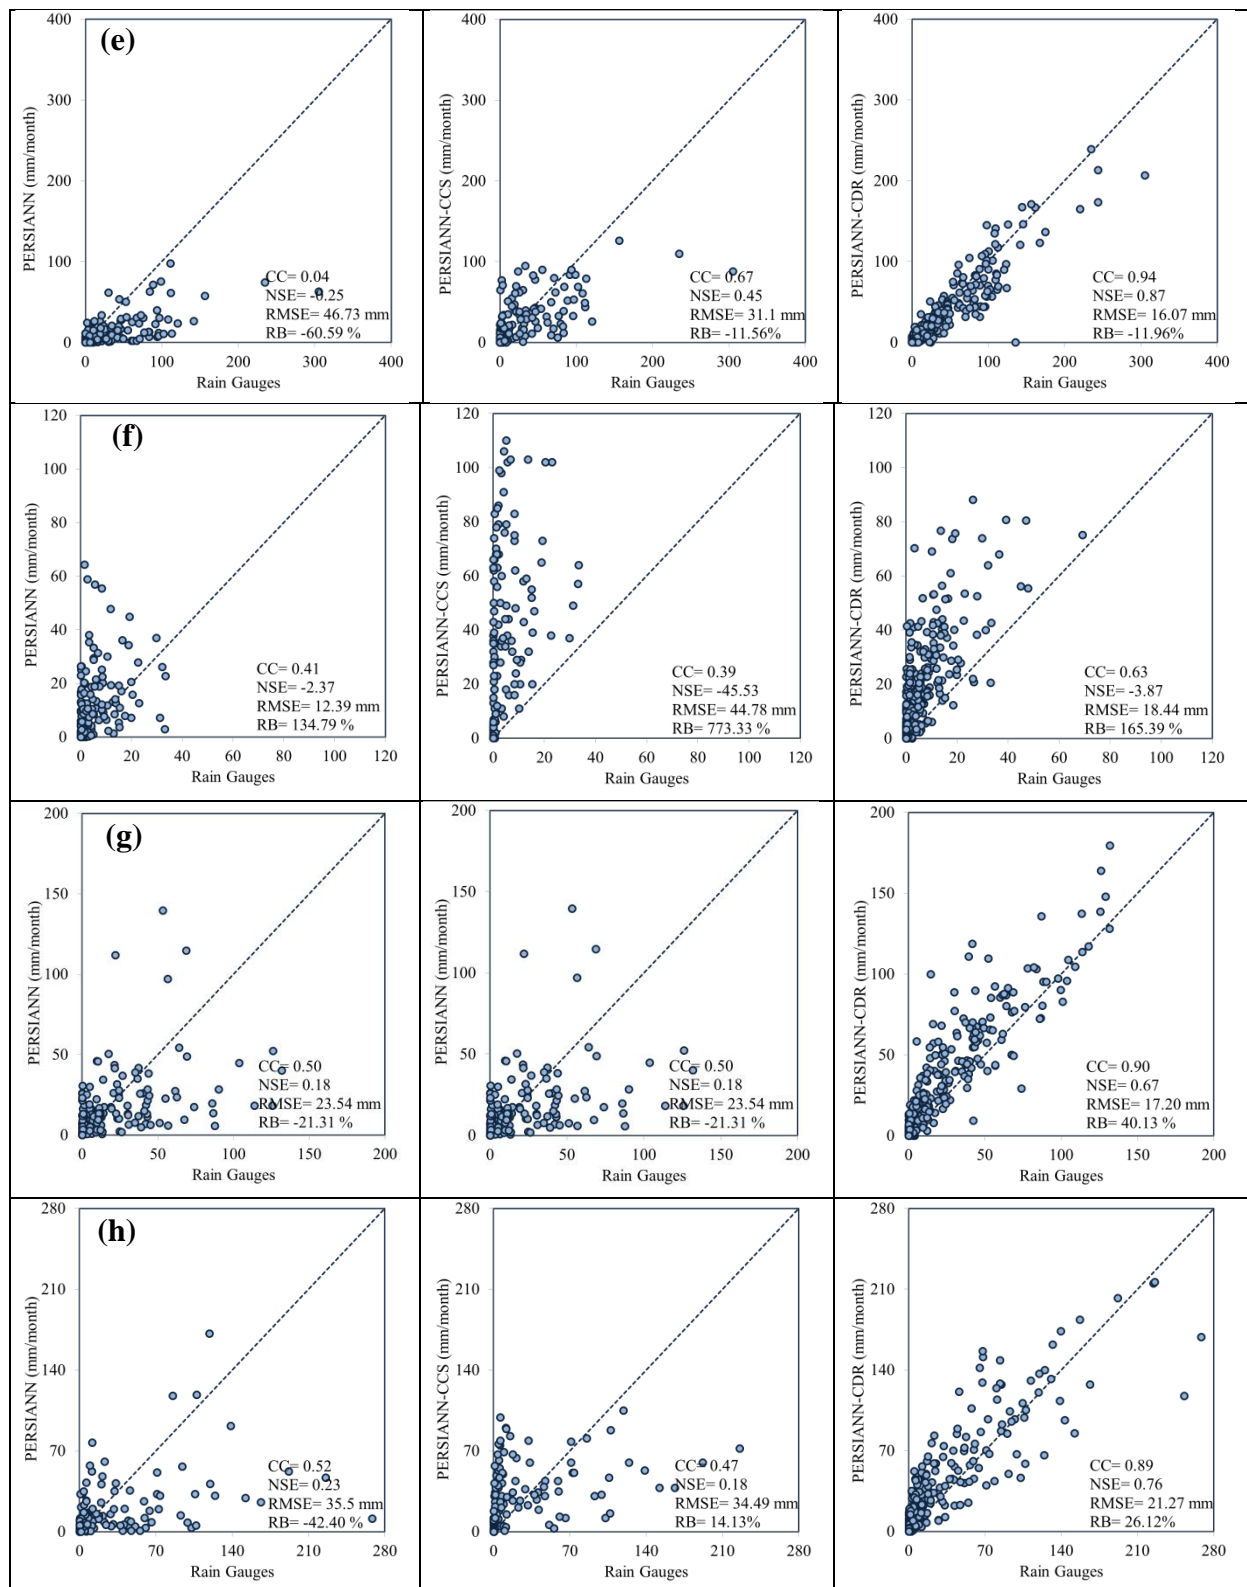 (e)
400
300
200
100
0
PERSIANN (mm/month)
CC= 0.04
NSE= -0.25
RMSE= 46.73 mm
RB= -60.59 %
0 100 200 300 400
Rain Gauges
400
300
200
100
0
PERSIANN-CCS (mm/month)
CC= 0.67
NSE= 0.45
RMSE= 31.1 mm
RB= -11.56%
0 100 200 300 400
Rain Gauges
400
300
200
100
0
PERSIANN-CDR (mm/month)
CC= 0.94
NSE= 0.87
RMSE= 16.07 mm
RB= -11.96%
0 100 200 300 400
Rain Gauges
(f)
120
100
80
60
40
20
0
PERSIANN (mm/month)
CC= 0.41
NSE= -2.37
RMSE= 12.39 mm
RB= 134.79 %
0 20 40 60 80 100 120
Rain Gauges
120
100
80
60
40
20
0
PERSIANN-CCS (mm/month)
CC= 0.39
NSE= -45.53
RMSE= 44.78 mm
RB= 773.33 %
0 20 40 60 80 100 120
Rain Gauges
120
100
80
60
40
20
0
PERSIANN-CDR (mm/month)
CC= 0.63
NSE= -3.87
RMSE= 18.44 mm
RB= 165.39 %
0 20 40 60 80 100 120
Rain Gauges
(g)
200
150
100
50
0
PERSIANN (mm/month)
CC= 0.50
NSE= 0.18
RMSE= 23.54 mm
RB= -21.31 %
0 50 100 150 200
Rain Gauges
200
150
100
50
0
PERSIANN (mm/month)
CC= 0.50
NSE= 0.18
RMSE= 23.54 mm
RB= -21.31 %
0 50 100 150 200
Rain Gauges
200
150
100
50
0
PERSIANN-CDR (mm/month)
CC= 0.90
NSE= 0.67
RMSE= 17.20 mm
RB= 40.13 %
0 50 100 150 200
Rain Gauges
(h)
280
210
140
70
0
PERSIANN (mm/month)
CC= 0.52
NSE= 0.23
RMSE= 35.5 mm
RB= -42.40 %
0 70 140 210 280
Rain Gauges
280
210
140
70
0
PERSIANN-CCS (mm/month)
CC= 0.47
NSE= 0.18
RMSE= 34.49 mm
RB= 14.13%
0 70 140 210 280
Rain Gauges
280
210
140
70
0
PERSIANN-CDR (mm/month)
CC= 0.89
NSE= 0.76
RMSE= 21.27 mm
RB= 26.12%
0 70 140 210 280
Rain Gauges